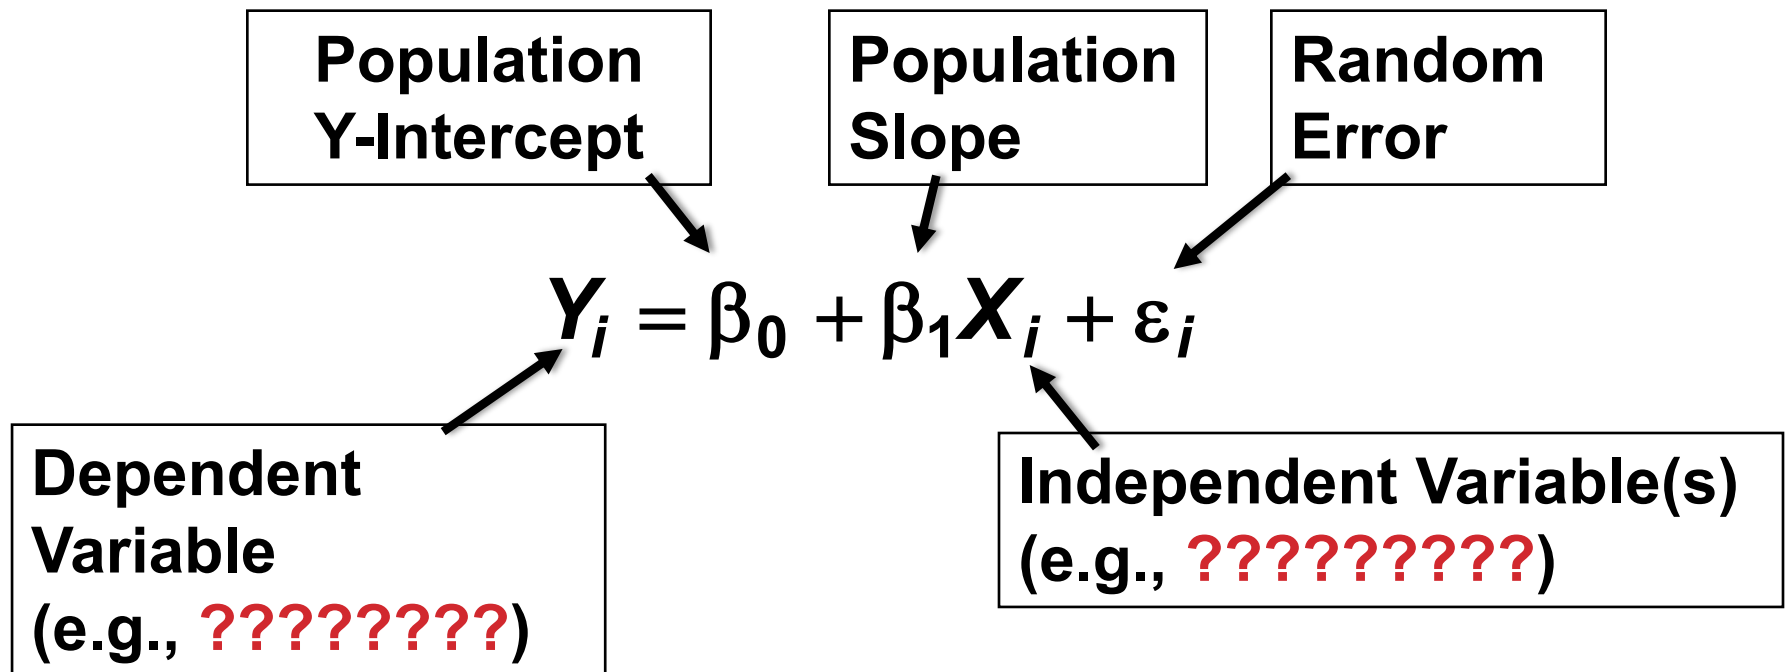 Population
Y-Intercept
Population
Slope
Random
Error
Yᵢ = β₀ + β₁Xᵢ + εᵢ
Dependent
Variable
(e.g., ????????)
Independent Variable(s)
(e.g., ?????????)